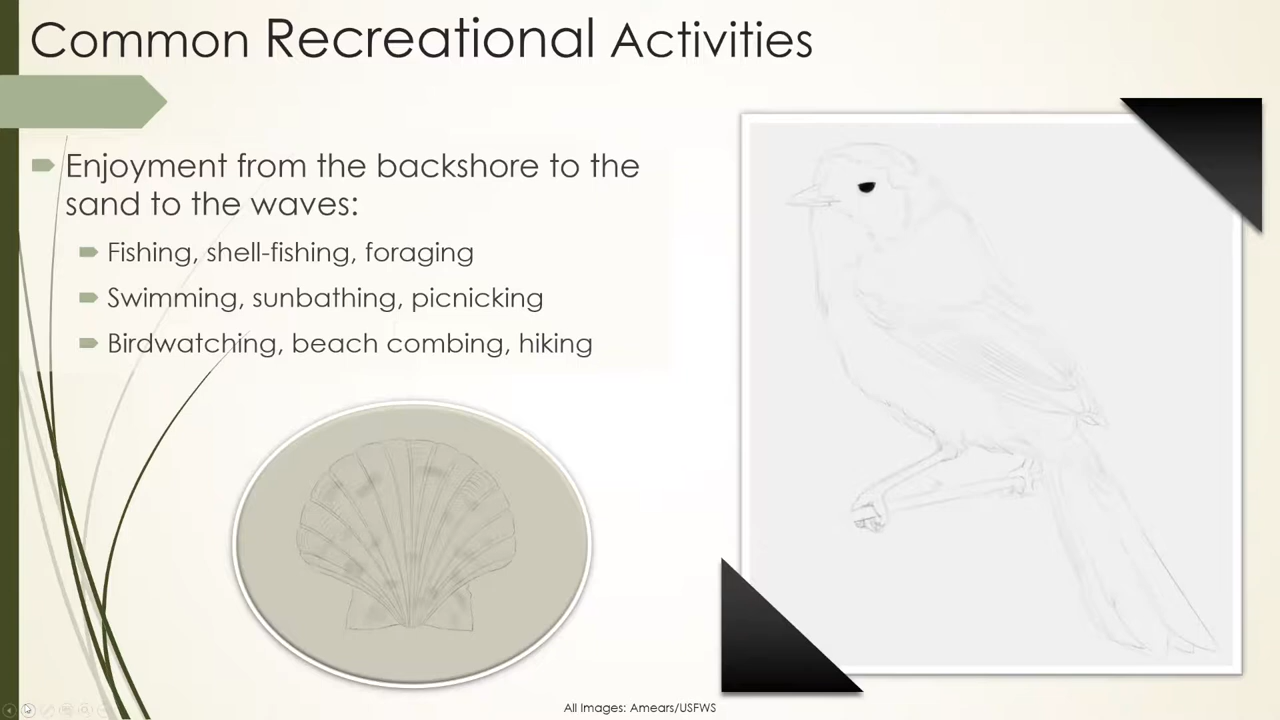 Common Recreational Activities
Enjoyment from the backshore to the
sand to the waves:
Fishing, shell-fishing, foraging
Swimming, sunbathing, picnicking
Birdwatching, beach combing, hiking
All Images: Amears/USFWS